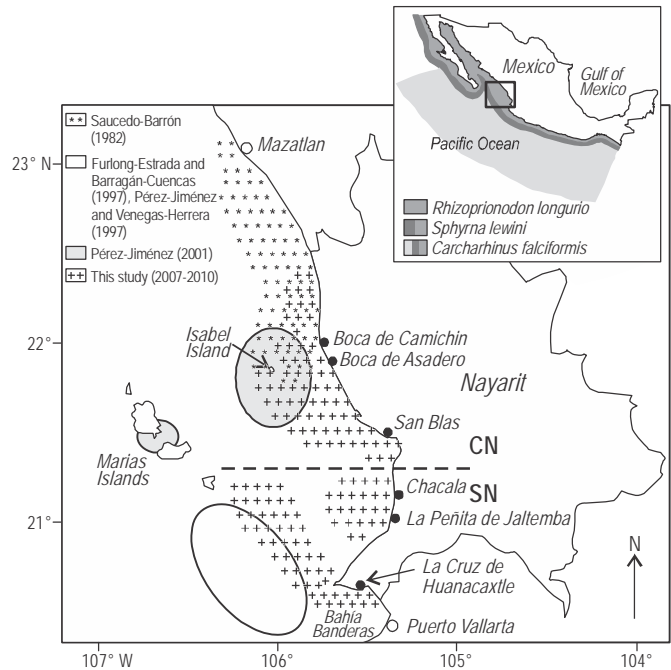 * * Saucedo-Barrón
(1982)
Furlong-Estrada and
Barragán-Cuencas
(1997), Pérez-Jiménez
and Venegas-Herrera
(1997)
Pérez-Jiménez (2001)
++ This study (2007-2010)
Mexico
Gulf of
Mexico
Pacific Ocean
Rhizoprionodon longurio
Sphyrna lewini
Carcharhinus falciformis
Mazatlan
23° N
Isabel
Island
22°
Boca de Camichin
Boca de Asadero
Nayarit
San Blas
Marias
Islands
CN
SN
Chacala
21°
La Peñita de Jaltemba
La Cruz de
Huanacaxtle
N
Bahía
Banderas
Puerto Vallarta
107° W
106°
105°
104°